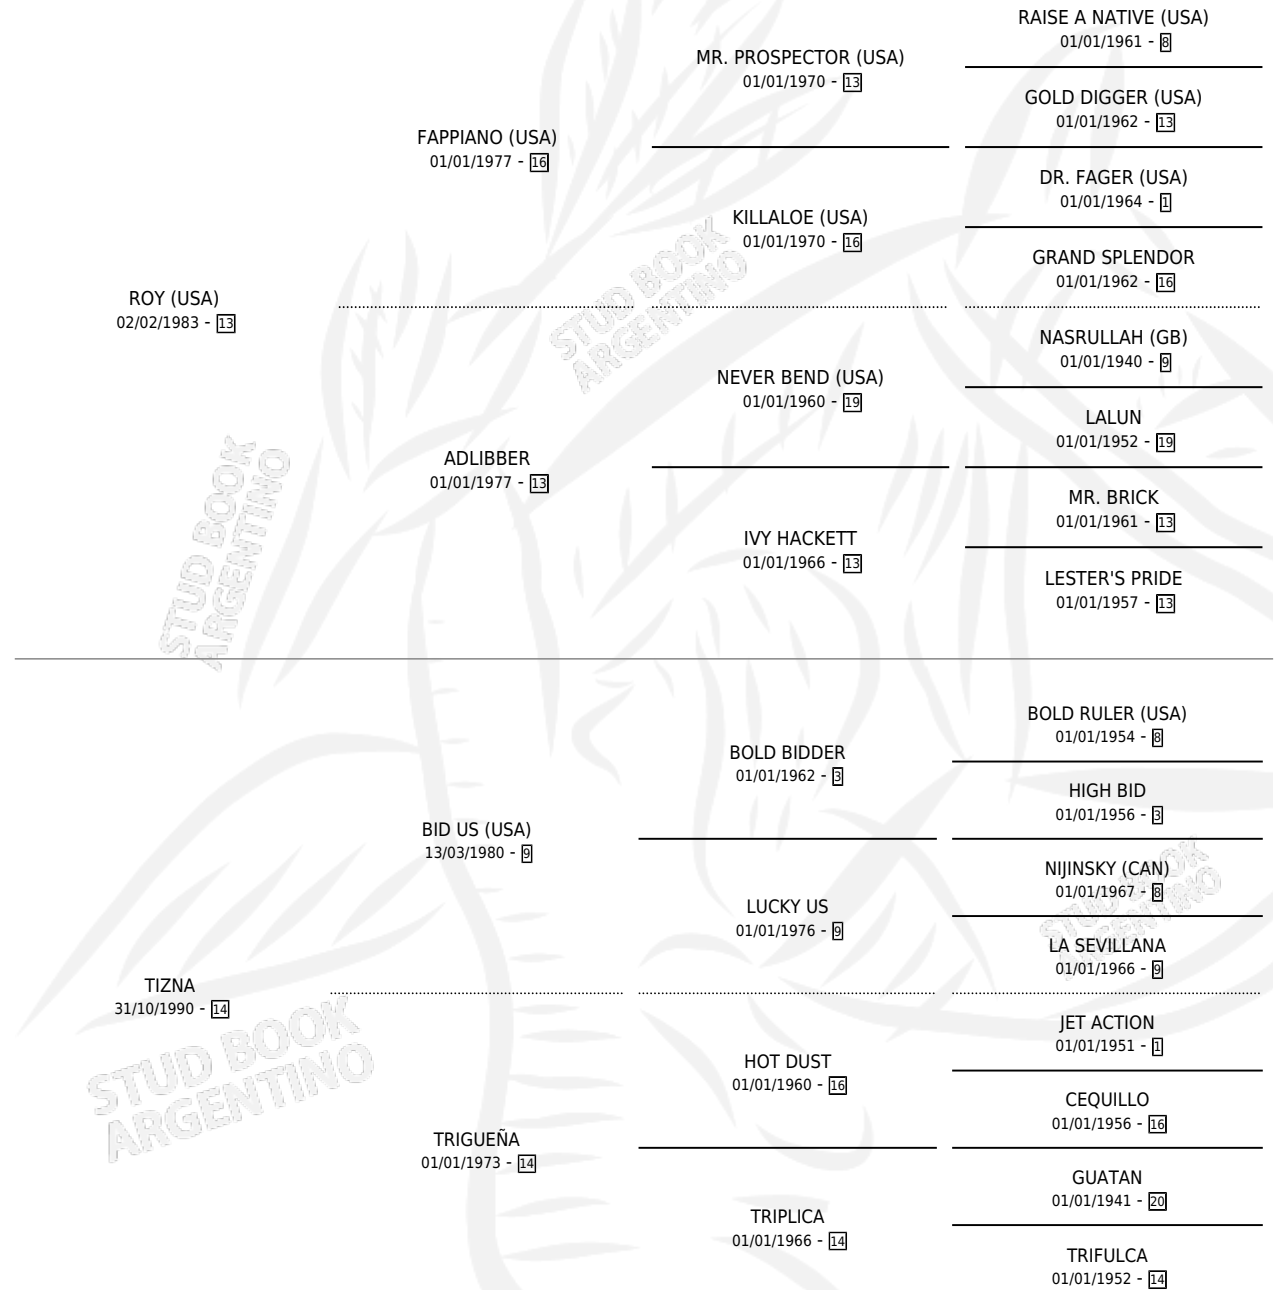 RAISE A NATIVE (USA)
01/01/1961 - 8
MR. PROSPECTOR (USA)
01/01/1970 - 13
GOLD DIGGER (USA)
01/01/1962 - 13
FAPPIANO (USA)
01/01/1977 - 16
DR. FAGER (USA)
01/01/1964 - 1
KILLALOE (USA)
01/01/1970 - 16
GRAND SPLENDOR
01/01/1962 - 16
ROY (USA)
02/02/1983 - 13
NASRULLAH (GB)
01/01/1940 - 9
NEVER BEND (USA)
01/01/1960 - 19
LALUN
01/01/1952 - 19
ADLIBBER
01/01/1977 - 13
MR. BRICK
01/01/1961 - 13
IVY HACKETT
01/01/1966 - 13
LESTER'S PRIDE
01/01/1957 - 13
BOLD RULER (USA)
01/01/1954 - 8
BOLD BIDDER
01/01/1962 - 3
HIGH BID
01/01/1956 - 3
BID US (USA)
13/03/1980 - 9
NIJINSKY (CAN)
01/01/1967 - 8
LUCKY US
01/01/1976 - 9
LA SEVILLANA
01/01/1966 - 9
TIZNA
31/10/1990 - 14
JET ACTION
01/01/1951 - 1
HOT DUST
01/01/1960 - 16
CEQUILLO
01/01/1956 - 16
TRIGUEÑA
01/01/1973 - 14
GUATAN
01/01/1941 - 20
TRIPLICA
01/01/1966 - 14
TRIFULCA
01/01/1952 - 14
STUD BOOK
ARGENTINO
STUD BOOK
ARGENTINO
STUD BOOK
ARGENTINO
STUD BOOK
ARGENTINO